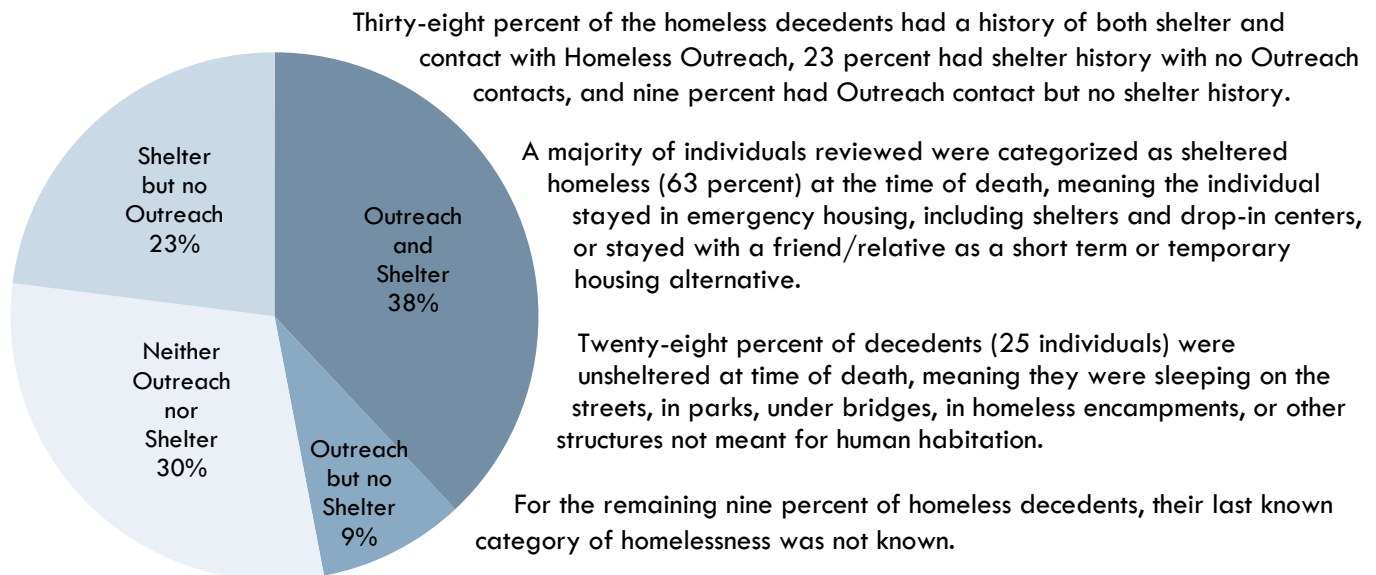 Thirty-eight percent of the homeless decedents had a history of both shelter and
contact with Homeless Outreach, 23 percent had shelter history with no Outreach
contacts, and nine percent had Outreach contact but no shelter history.
A majority of individuals reviewed were categorized as sheltered
homeless (63 percent) at the time of death, meaning the individual
stayed in emergency housing, including shelters and drop-in centers,
or stayed with a friend/relative as a short term or temporary
housing alternative.
Twenty-eight percent of decedents (25 individuals) were
unsheltered at time of death, meaning they were sleeping on the
streets, in parks, under bridges, in homeless encampments, or other
structures not meant for human habitation.
For the remaining nine percent of homeless decedents, their last known
category of homelessness was not known.
Shelter
but no
Outreach
23%
Outreach
and
Shelter
38%
Neither
Outreach
nor
Shelter
30%
Outreach
but no
Shelter
9%